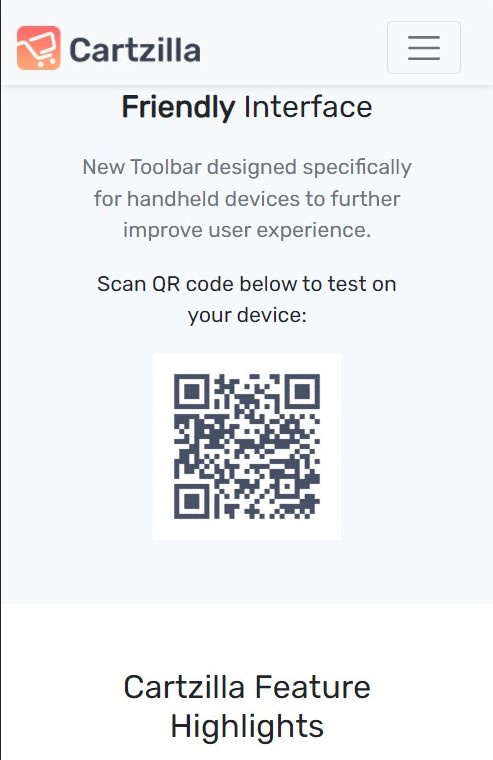 Cartzilla
Friendly Interface
New Toolbar designed specifically
for handheld devices to further
improve user experience.
Scan QR code below to test on
your device:
Cartzilla Feature
Highlights